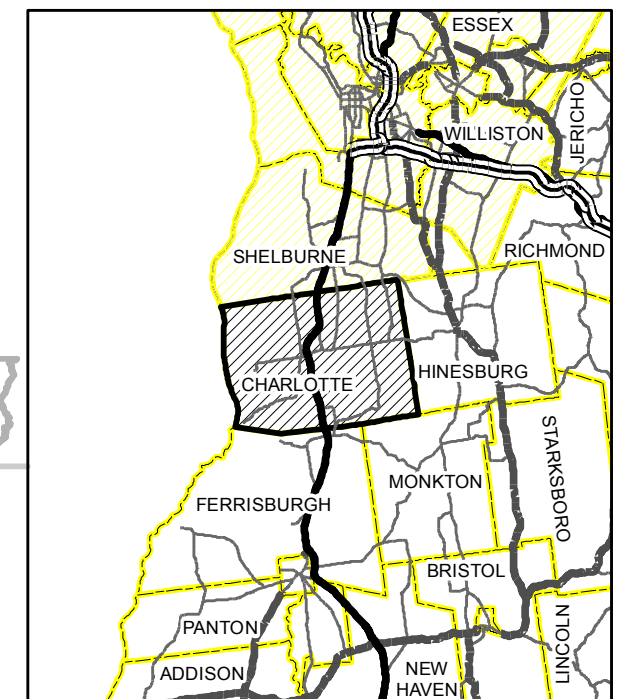 ESSEX
WILLISTON
JERICHO
SHELBURNE
RICHMOND
CHARLOTTE
HINESBURG
STARKSBORO
MONKTON
FERRISBURGH
BRISTOL
PANTON
LINCOLN
ADDISON
NEW
HAVEN